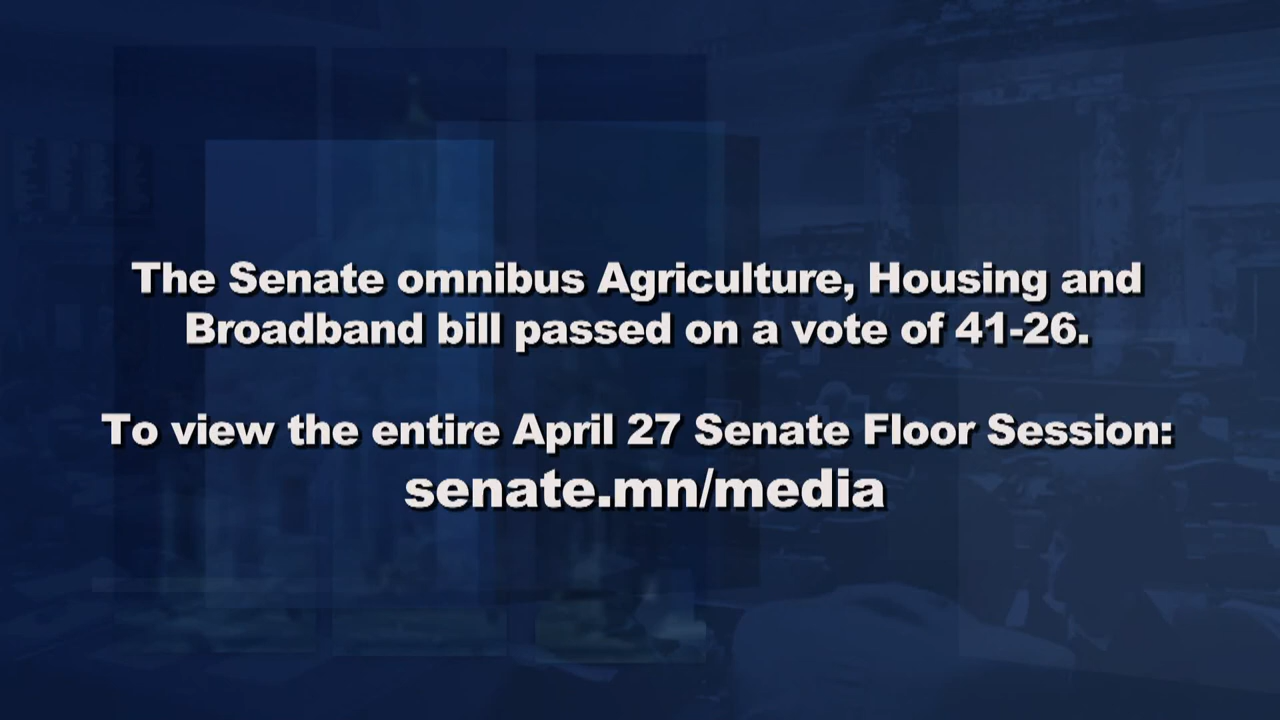 The Senate omnibus Agriculture, Housing and
Broadband bill passed on a vote of 41-26.
To view the entire April 27 Senate Floor Session:
senate.mn/media